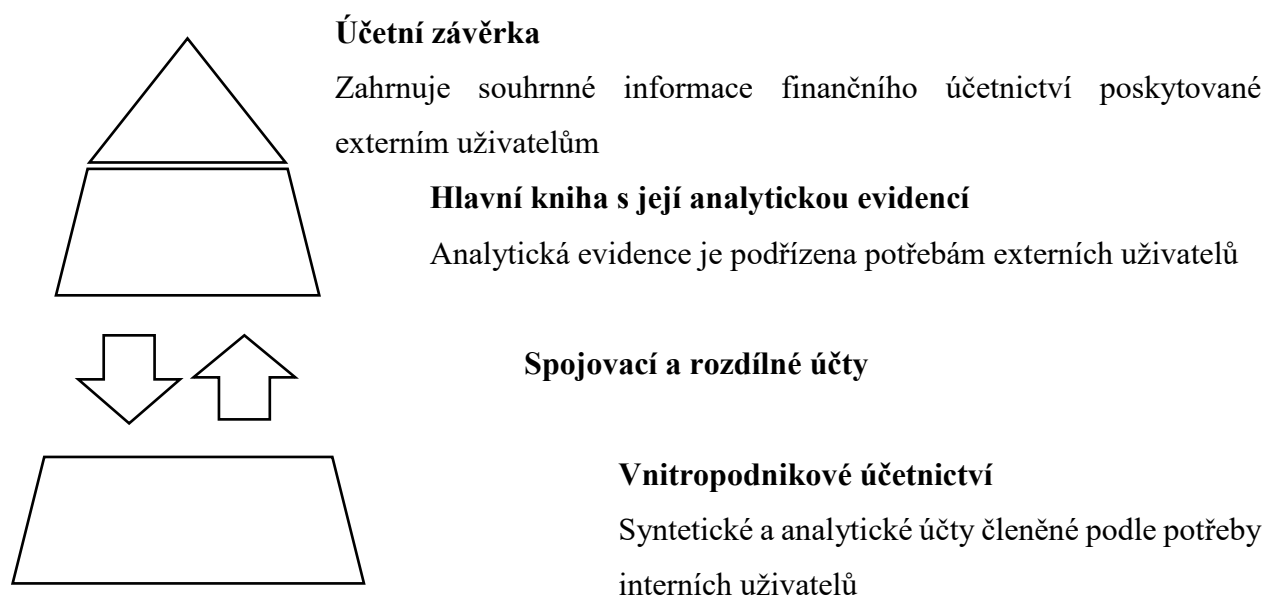 Účetní závěrka
Zahrnuje souhrnné informace finančního účetnictví poskytované
externím uživatelům
Hlavní kniha s její analytickou evidencí
Analytická evidence je podřízena potřebám externích uživatelů
Spojovací a rozdílné účty
Vnitropodnikové účetnictví
Syntetické a analytické účty členěné podle potřeby
interních uživatelů